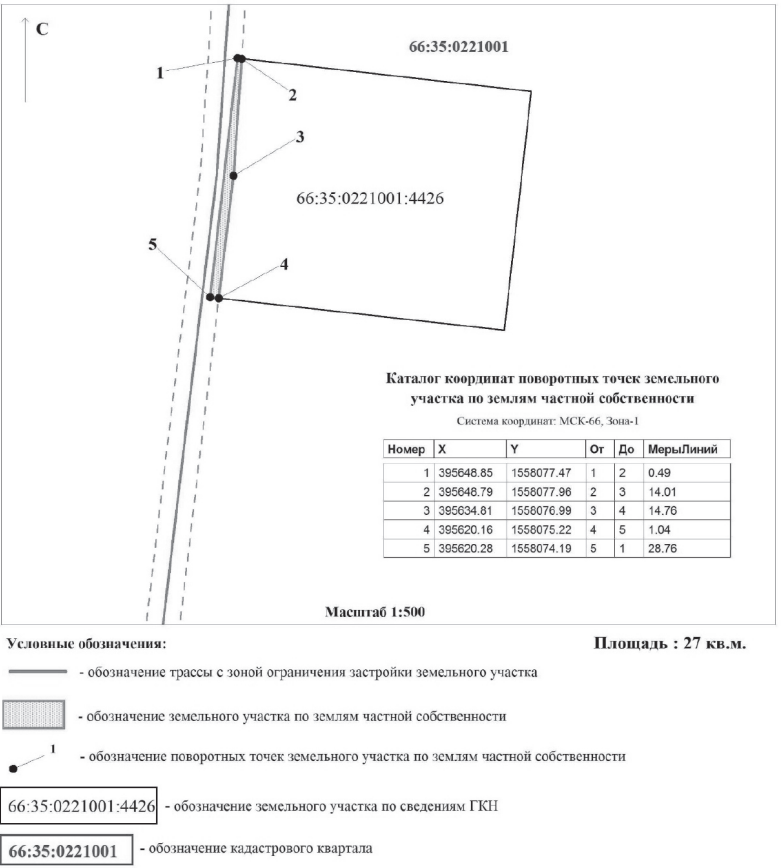 С
66:35:0221001
1
2
3
66:35:0221001:4426
5
4
Каталог координат поворотных точек земельного
участка по землям частной собственности
Система координат: МСК-66, Зона-1
Номер X Y От До МерыЛиний
1 395648.85 1558077.47 1 2 0.49
2 395648.79 1558077.96 2 3 14.01
3 395634.81 1558076.99 3 4 14.76
4 395620.16 1558075.22 4 5 1.04
5 395620.28 1558074.19 5 1 28.76
Масштаб 1:500
Условные обозначения: Площадь : 27 кв.м.
- обозначение трассы с зоной ограничения застройки земельного участка
- обозначение земельного участка по землям частной собственности
1 - обозначение поворотных точек земельного участка по землям частной собственности
66:35:0221001:4426 - обозначение земельного участка по сведениям ГКН
66:35:0221001 - обозначение кадастрового квартала